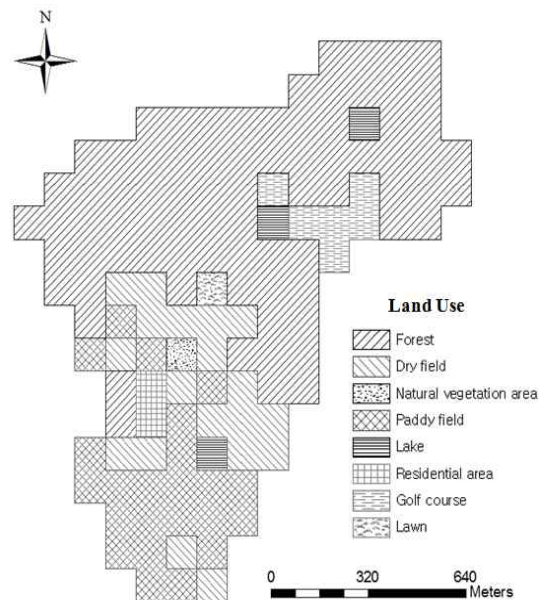 N
Land Use
Forest
Dry field
Natural vegetation area
Paddy field
Lake
Residential area
Golf course
Lawn
0 320 640
Meters